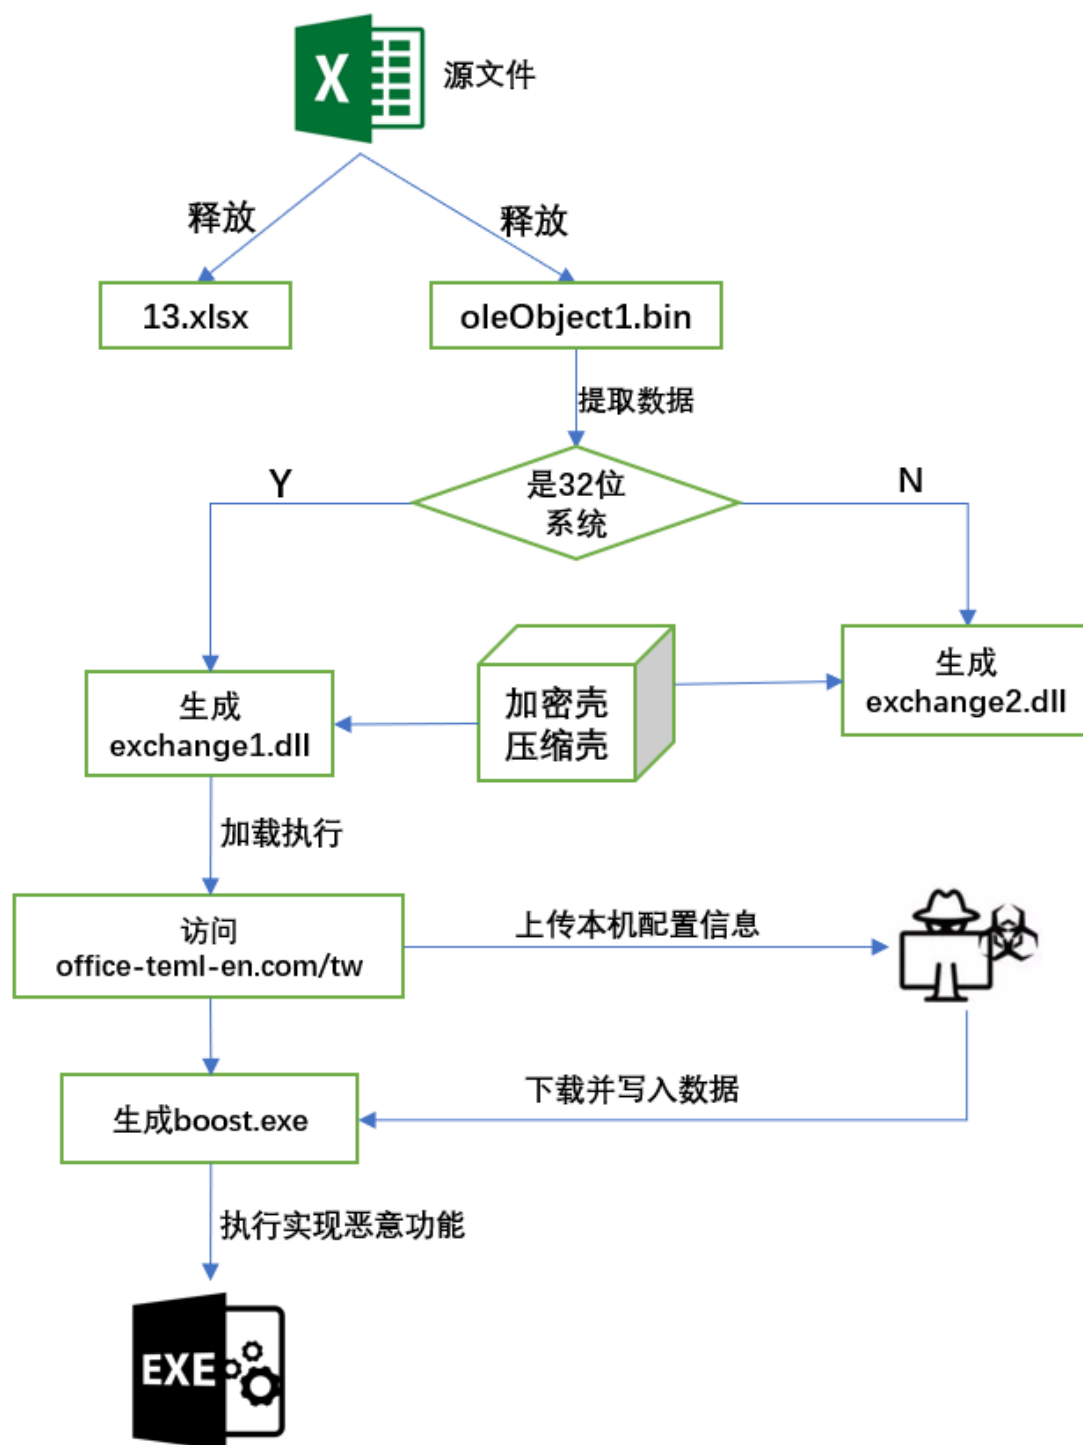 X
源文件
释放
释放
13.xlsx
oleObject1.bin
提取数据
Y
是32位
系统
N
生成
exchange1.dll
加密壳
压缩壳
生成
exchange2.dll
加载执行
访问
office-teml-en.com/tw
上传本机配置信息
下载并写入数据
生成boost.exe
执行实现恶意功能
EXE